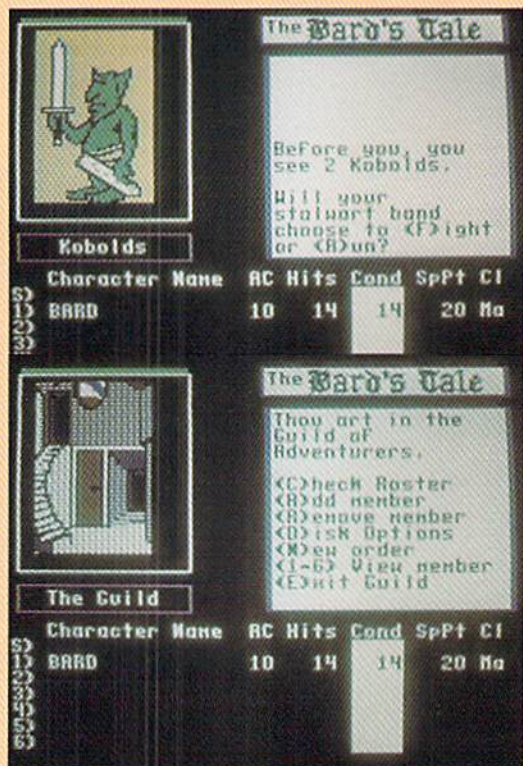 The Bard's Tale
Before you, you
see 2 Kobolds.
Will your
stalwart band
choose to <F>ight
or <R>un?
Kobolds
Character Name AC Hits Cond SpPt Cl
S>
1> BARD 10 14 14 20 Ma
2>
3>
The Bard's Tale
Thou art in the
Guild of
Adventurers.
<C>heck Roster
<A>dd member
<R>emove member
<D>isk Options
<N>ew order
<1-6> View member
<E>xit Guild
The Guild
Character Name AC Hits Cond SpPt Cl
S>
1> BARD 10 14 14 20 Ma
2>
3>
4>
5>
6>